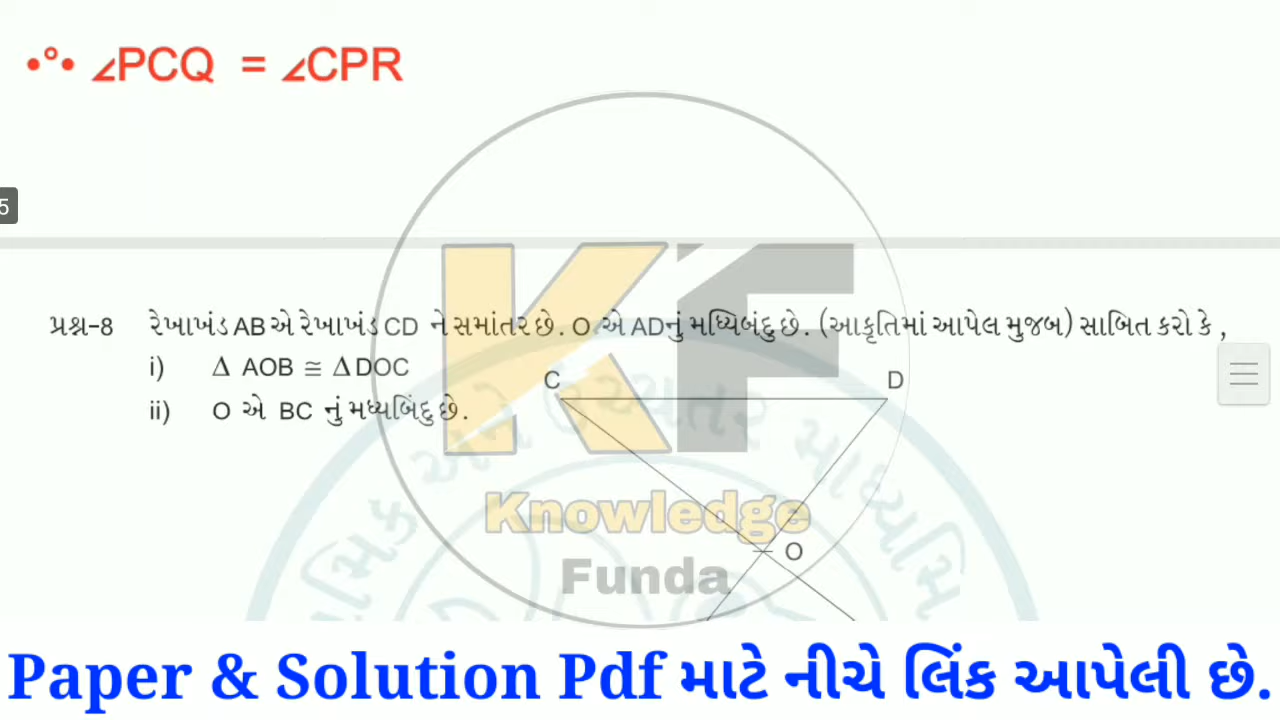 •°• ∠PCQ = ∠CPR
5
પ્રશ્ન-8 રેખાખંડ AB એ રેખાખંડ CD ને સમાંતર છે. O એ AD નું મધ્યિબંદુ છે. (આકૃતિમાં આપેલ મુજબ) સાબિત કરો કે ,
i) Δ AOB ≅ Δ DOC
ii) O એ BC નું મધ્યબિંદુ છે.
C
D
O
KF
Knowledge
Funda
Paper & Solution Pdf માટે નીચે લિંક આપેલી છે.